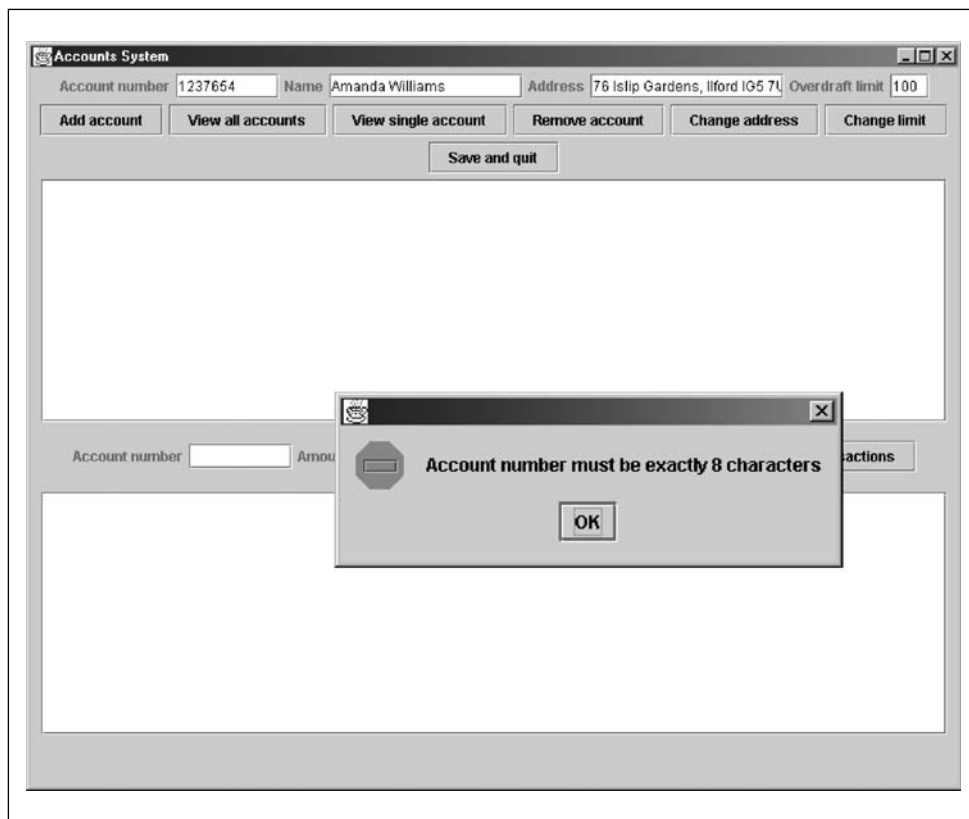 Accounts System
Account number 1237654 Name Amanda Williams Address 76 Islip Gardens, Ilford IG5 7U Overdraft limit 100
Add account View all accounts View single account Remove account Change address Change limit
Save and quit
Account number Amou actions
Account number must be exactly 8 characters
OK